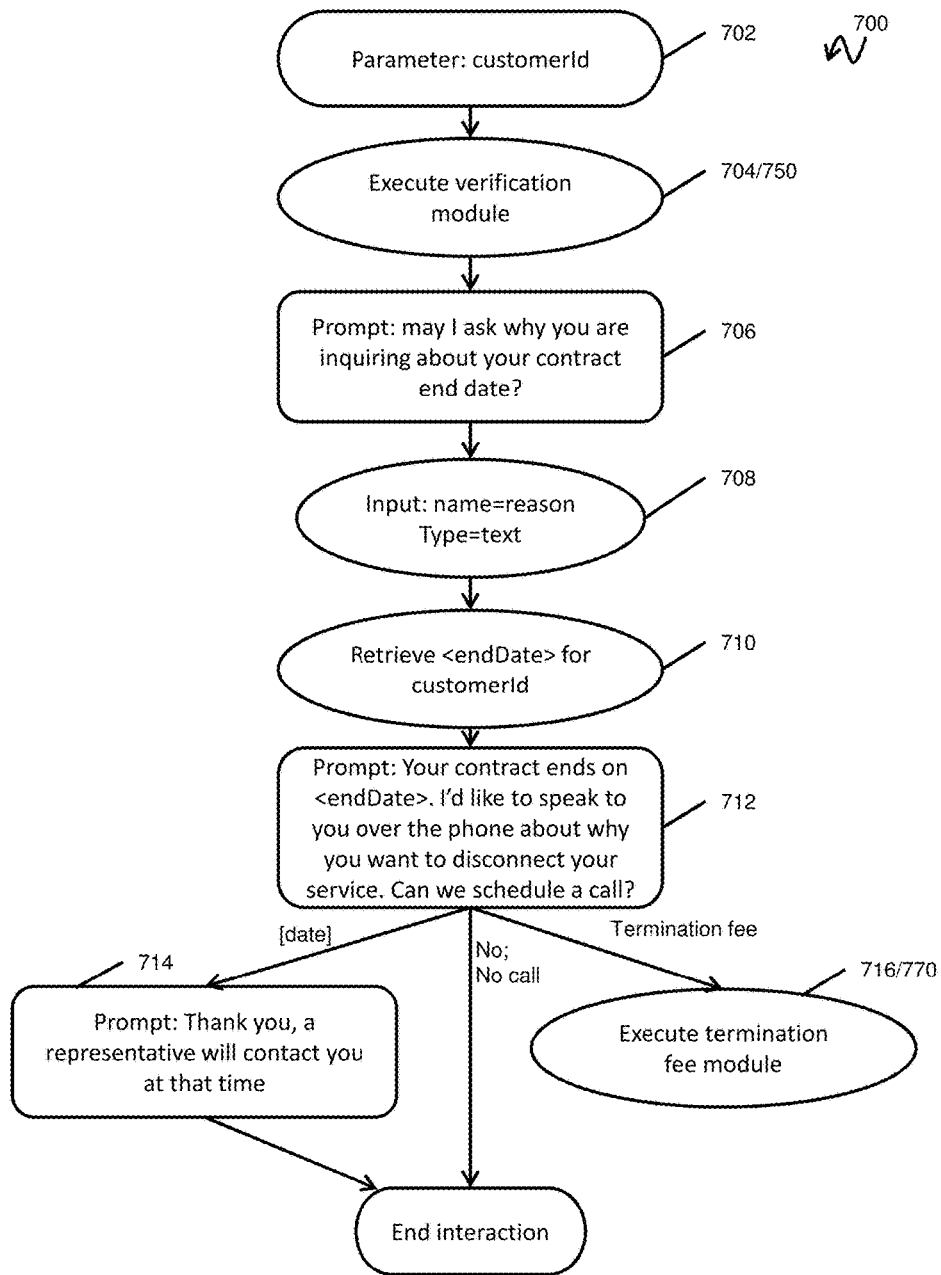 700
702
Parameter: customerId
704/750
Execute verification
module
Prompt: may I ask why you are
inquiring about your contract
end date?
706
708
Input: name=reason
Type=text
710
Retrieve <endDate> for
customerId
Prompt: Your contract ends on
<endDate>. I'd like to speak to
you over the phone about why
you want to disconnect your
service. Can we schedule a call?
712
[date]
No;
No call
Termination fee
714
716/770
Prompt: Thank you, a
representative will contact you
at that time
Execute termination
fee module
End interaction